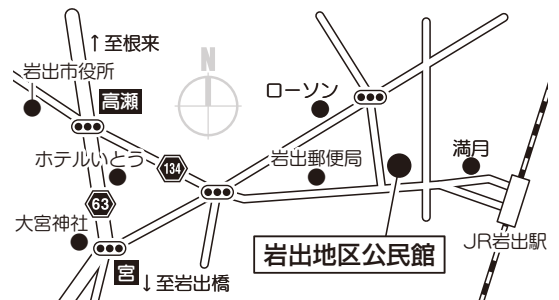 ↑至根来
岩出市役所
N
高瀬
ローソン
ホテルいとう
134
岩出郵便局
満月
63
大宮神社
岩出地区公民館
JR岩出駅
宮
↓至岩出橋